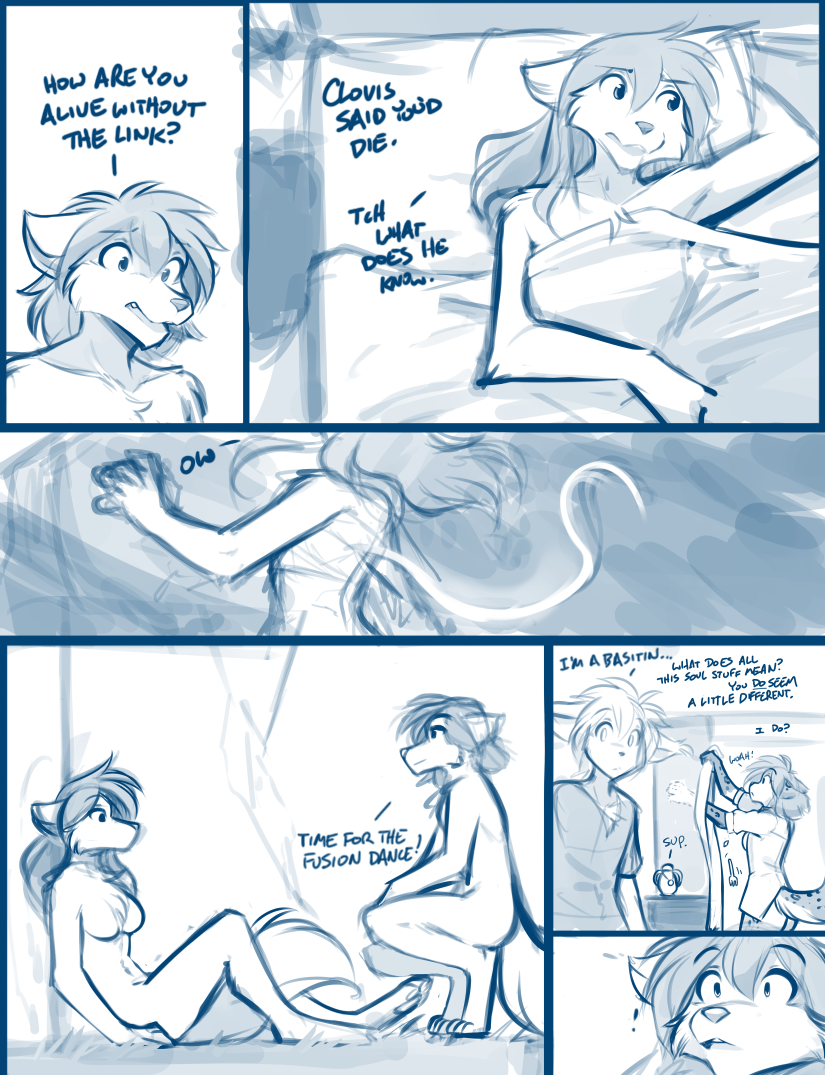 HOW ARE YOU
ALIVE WITHOUT
THE LINK?
CLOVIS
SAID YOU'D
DIE.
TCH
WHAT
DOES HE
KNOW.
OW
TIME FOR THE
FUSION DANCE!
I'M A BASITIN...
WHAT DOES ALL
THIS SOUL STUFF MEAN?
YOU DO SEEM
A LITTLE DIFFERENT.
I DO?
WOAH!
SUP.